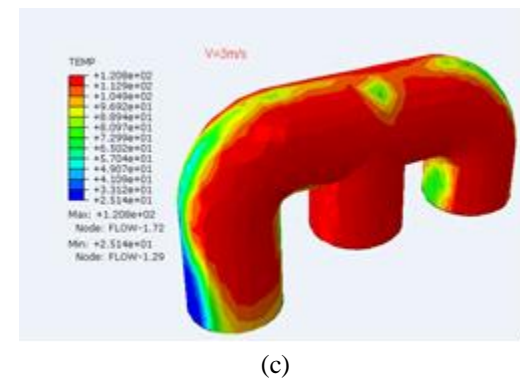 V=3m/s
TEMP
+1.208e+02
+1.129e+02
+1.049e+02
+9.692e+01
+8.894e+01
+8.097e+01
+7.299e+01
+6.502e+01
+5.704e+01
+4.907e+01
+4.109e+01
+3.312e+01
+2.514e+01
Max: +1.208e+02
Node: FLOW-1.72
Min: +2.514e+01
Node: FLOW-1.29
(c)